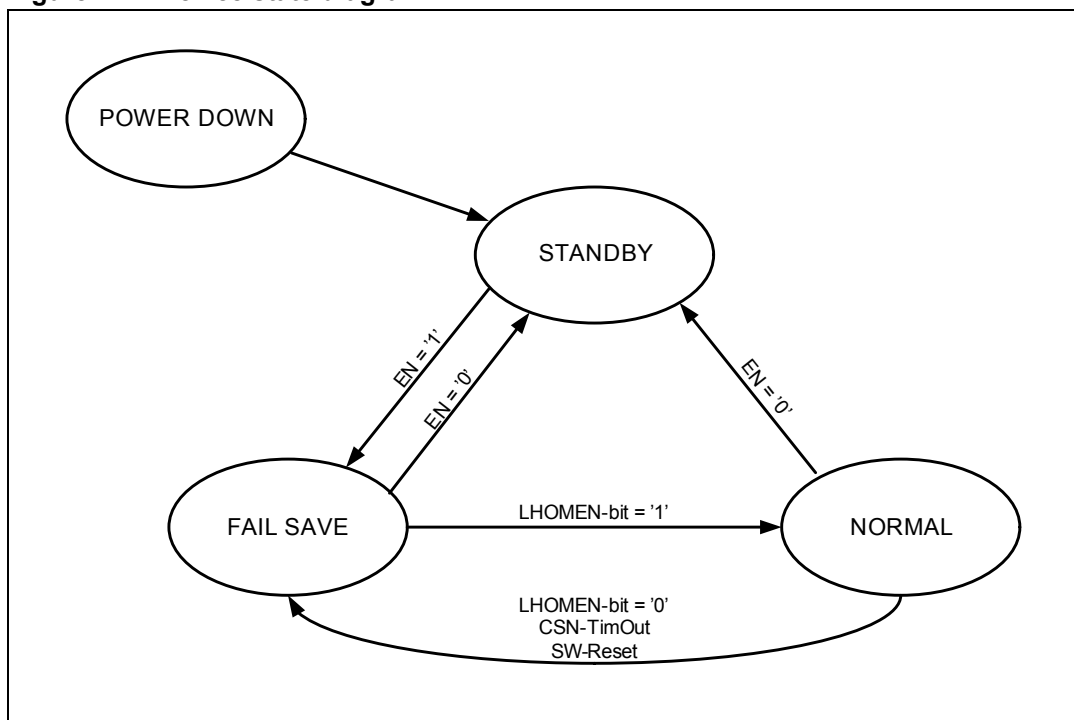 POWER DOWN
STANDBY
EN = '1'
EN = '0'
EN = '0'
FAIL SAVE
LHOMEN-bit = '1'
NORMAL
LHOMEN-bit = '0'
CSN-TimOut
SW-Reset